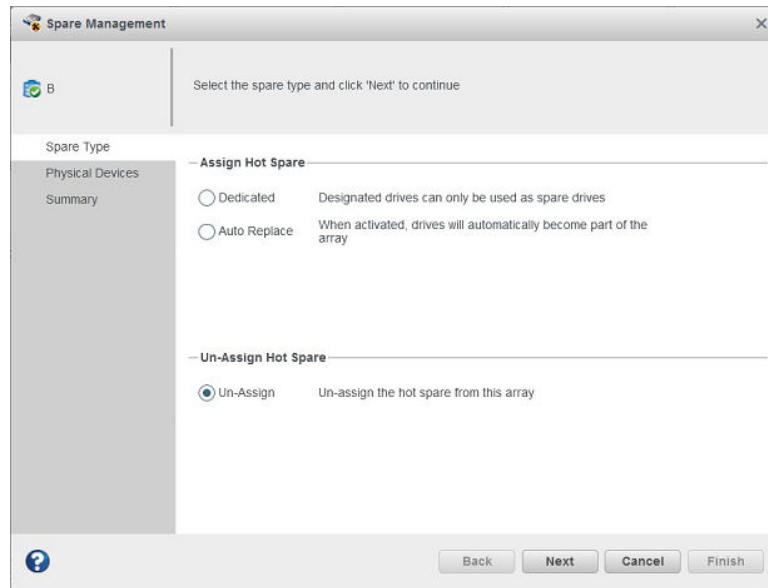 Spare Management
B
Select the spare type and click 'Next' to continue
Spare Type
Physical Devices
Summary
Assign Hot Spare
Dedicated Designated drives can only be used as spare drives
Auto Replace When activated, drives will automatically become part of the
array
Un-Assign Hot Spare
Un-Assign Un-assign the hot spare from this array
? Back Next Cancel Finish